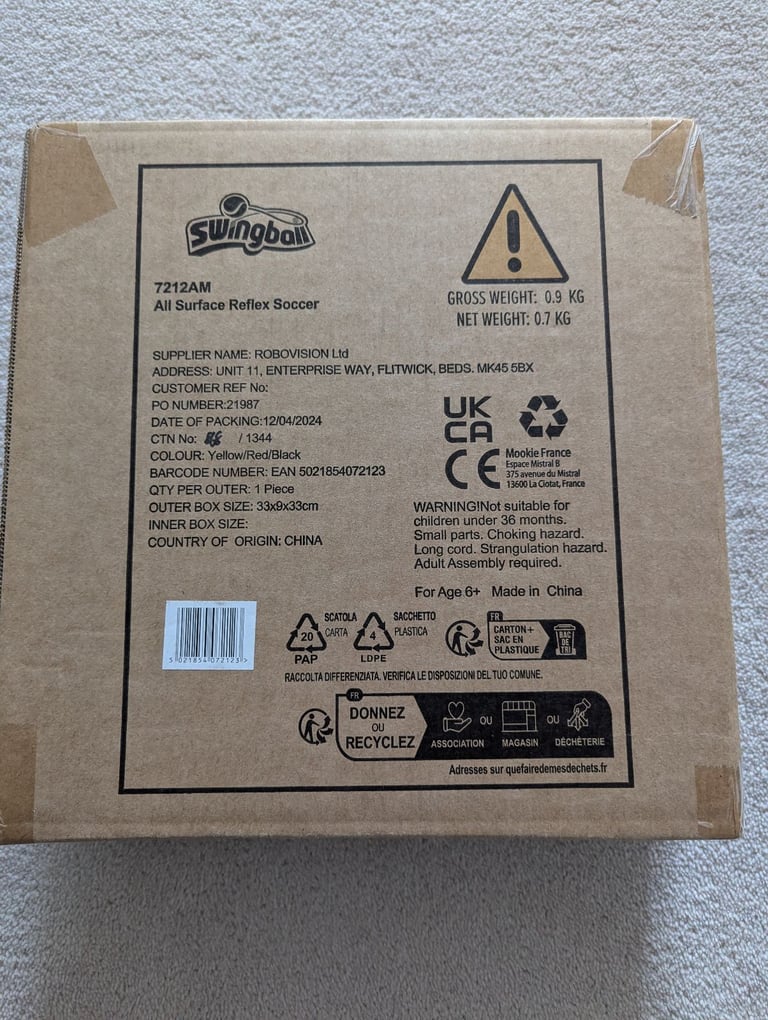 Swingball
7212AM
All Surface Reflex Soccer
GROSS WEIGHT: 0.9 KG
NET WEIGHT: 0.7 KG
SUPPLIER NAME: ROBOVISION Ltd
ADDRESS: UNIT 11, ENTERPRISE WAY, FLITWICK, BEDS. MK45 5BX
CUSTOMER REF No:
PO NUMBER:21987
DATE OF PACKING:12/04/2024
CTN No: / 1344
COLOUR: Yellow/Red/Black
BARCODE NUMBER: EAN 5021854072123
QTY PER OUTER: 1 Piece
OUTER BOX SIZE: 33x9x33cm
INNER BOX SIZE:
COUNTRY OF ORIGIN: CHINA
UK
CA
CE
Mookie France
Espace Mistral B
375 avenue du Mistral
13600 La Ciotat, France
WARNING!Not suitable for
children under 36 months.
Small parts. Choking hazard.
Long cord. Strangulation hazard.
Adult Assembly required.
For Age 6+ Made in China
5 021854 072123 >
20
PAP
SCATOLA
CARTA
4
LDPE
SACCHETTO
PLASTICA
FR
CARTON+
SAC EN
PLASTIQUE
BAC
DE
TRI
RACCOLTA DIFFERENZIATA. VERIFICA LE DISPOSIZIONI DEL TUO COMUNE.
FR
DONNEZ
OU
RECYCLEZ
ASSOCIATION
OU
MAGASIN
OU
DÉCHÈTERIE
Adresses sur quefairedemesdechets.fr